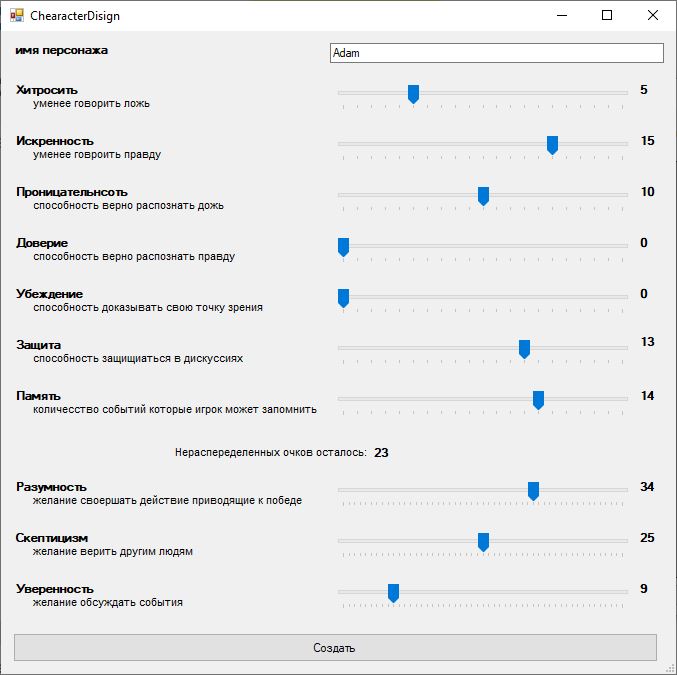 ChearacterDisign
имя персонажа
Adam
Хитросить 5
уменее говорить ложь
Искренность 15
уменее говроить правду
Проницательнсоть 10
способность верно распознать дожь
Доверие 0
способность верно распознать правду
Убеждение 0
способность доказывать свою точку зрения
Защита 13
способность защищиаться в дискуссиях
Память 14
количесство событий которые игрок может запомнить
Нераспределенных очков осталось: 23
Разумность 34
желание своершать действие приводящие к победе
Скептицизм 25
желание верить другим людям
Уверенность 9
желание обсуждать события
Создать